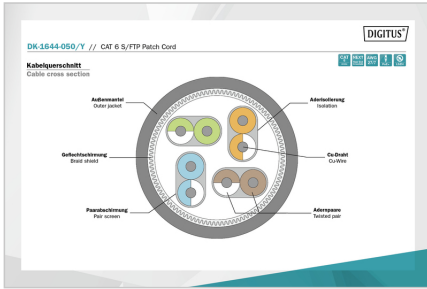 DIGITUS®
DK-1644-050/Y // CAT 6 S/FTP Patch Cord
Kabelquerschnitt
Cable cross section
Außenmantel
Outer jacket
Aderisolierung
Isolation
Geflechtschirmung
Braid shield
Cu-Draht
Cu-Wire
Paarabschirmung
Pair screen
Aderspaare
Twisted pair